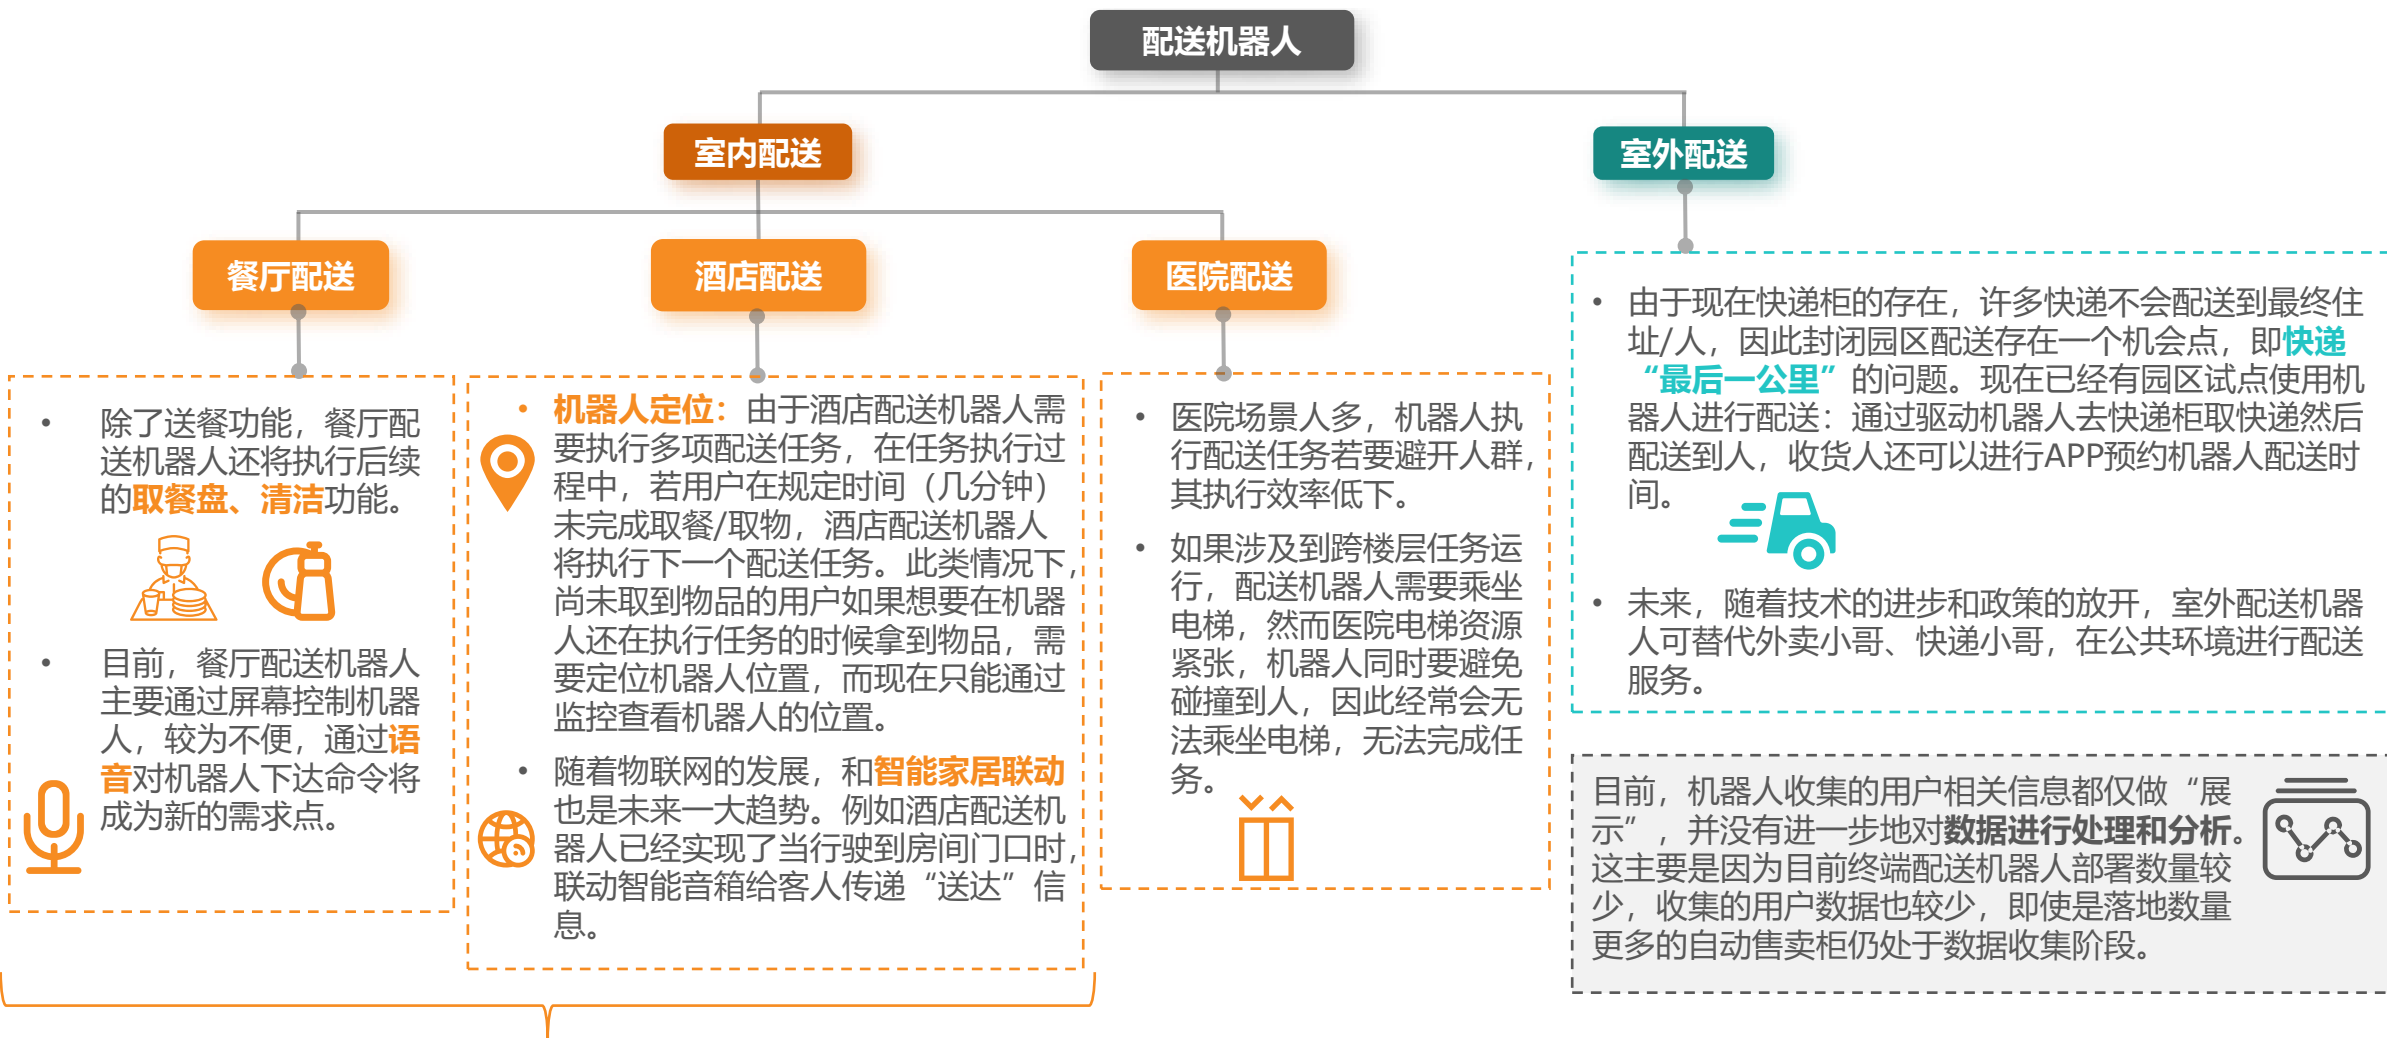 配送机器人
室内配送
室外配送
餐厅配送
酒店配送
医院配送
• 除了送餐功能，餐厅配
送机器人还将执行后续
的取餐盘、清洁功能。
• 目前，餐厅配送机器人
主要通过屏幕控制机器
人，较为不便，通过语
音对机器人下达命令将
成为新的需求点。
• 机器人定位：由于酒店配送机器人需
要执行多项配送任务，在任务执行过
程中，若用户在规定时间（几分钟）
未完成取餐/取物，酒店配送机器人
将执行下一个配送任务。此类情况下，
尚未取到物品的用户如果想要在机器
人还在执行任务的时候拿到物品，需
要定位机器人位置，而现在只能通过
监控查看机器人的位置。
• 随着物联网的发展，和智能家居联动
也是未来一大趋势。例如酒店配送机
器人已经实现了当行驶到房间门口时，
联动智能音箱给客人传递“送达”信
息。
• 医院场景人多，机器人执
行配送任务若要避开人群，
其执行效率低下。
• 如果涉及到跨楼层任务运
行，配送机器人需要乘坐
电梯，然而医院电梯资源
紧张，机器人同时要避免
碰撞到人，因此经常会无
法乘坐电梯，无法完成任
务。
• 由于现在快递柜的存在，许多快递不会配送到最终住
址/人，因此封闭园区配送存在一个机会点，即快递
“最后一公里”的问题。现在已经有园区试点使用机
器人进行配送：通过驱动机器人去快递柜取快递然后
配送到人，收货人还可以进行APP预约机器人配送时
间。
• 未来，随着技术的进步和政策的放开，室外配送机器
人可替代外卖小哥、快递小哥，在公共环境进行配送
服务。
目前，机器人收集的用户相关信息都仅做“展
示”，并没有进一步地对数据进行处理和分析。
这主要是因为目前终端配送机器人部署数量较
少，收集的用户数据也较少，即使是落地数量
更多的自动售卖柜仍处于数据收集阶段。